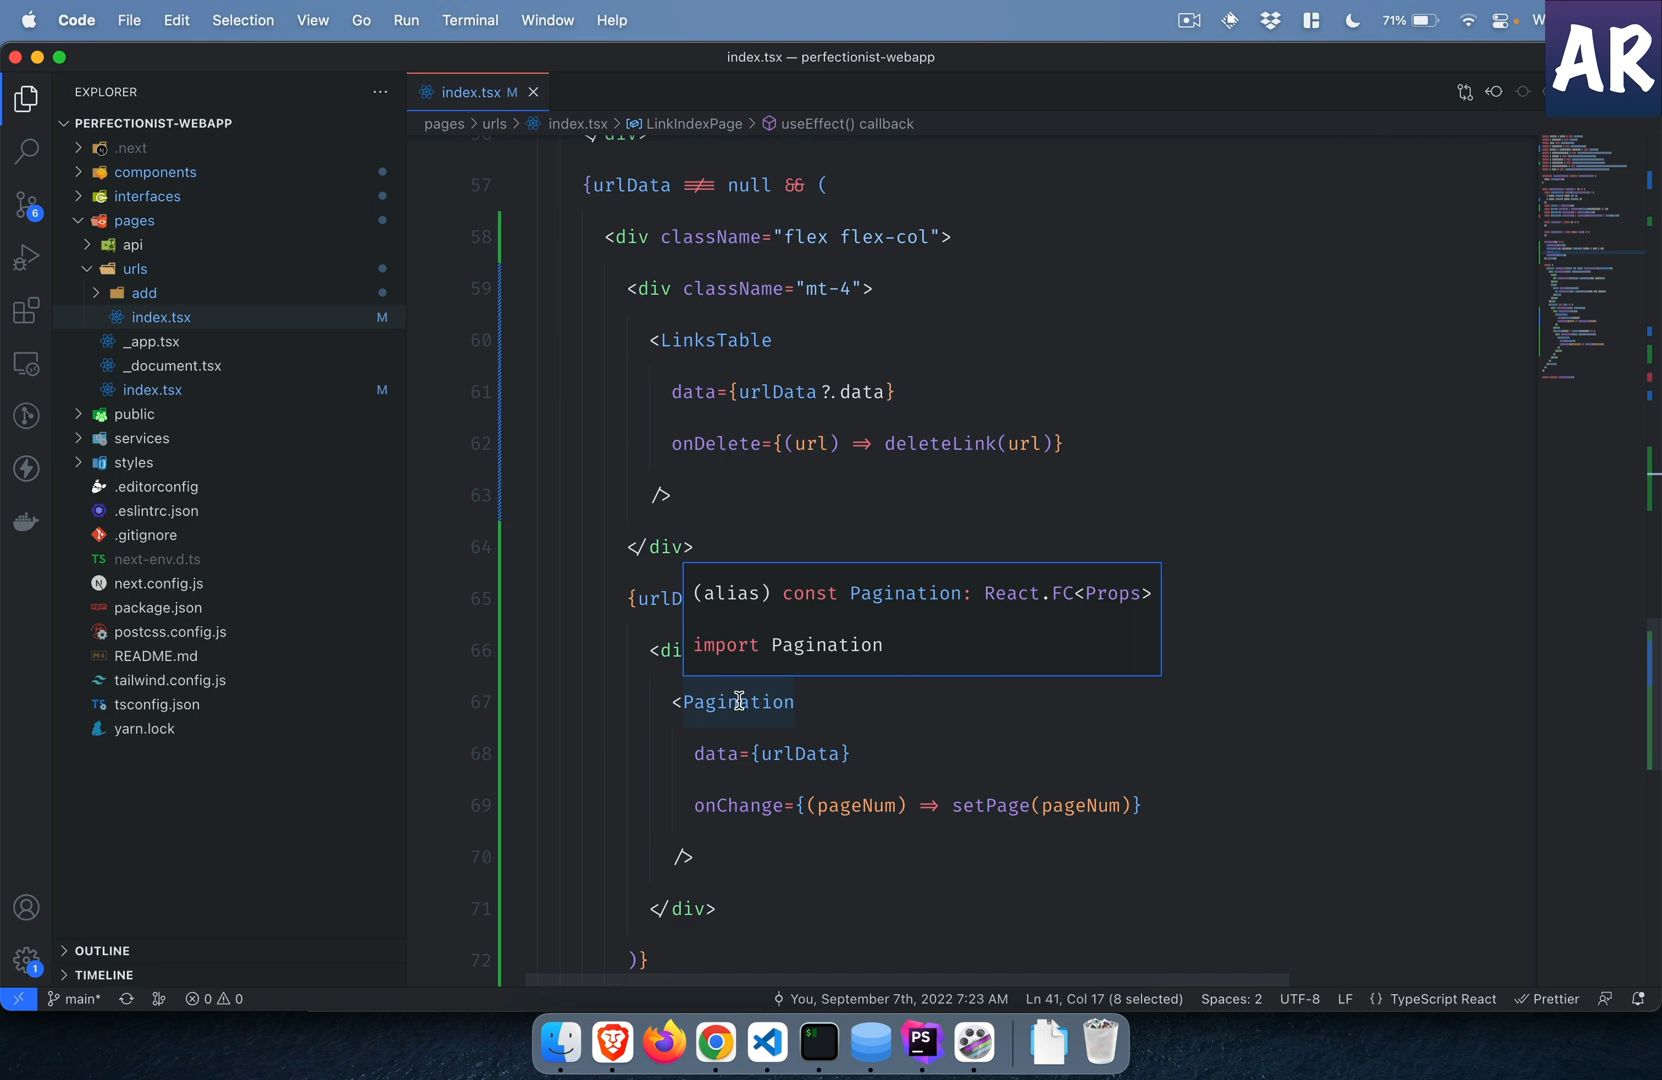 Code File Edit Selection View Go Run Terminal Window Help 71% W
AR
index.tsx — perfectionist-webapp
EXPLORER ...
index.tsx M
PERFECTIONIST-WEBAPP
pages > urls > index.tsx > LinkIndexPage > useEffect() callback
.next
components
interfaces
pages
api
urls
add
index.tsx M
_app.tsx
_document.tsx
index.tsx M
public
services
styles
.editorconfig
.eslintrc.json
.gitignore
TS next-env.d.ts
next.config.js
package.json
postcss.config.js
README.md
tailwind.config.js
tsconfig.json
yarn.lock
OUTLINE
TIMELINE
6
1
56 </div>
57 {urlData !== null && (
58 <div className="flex flex-col">
59 <div className="mt-4">
60 <LinksTable
61 data={urlData?.data}
62 onDelete={(url) => deleteLink(url)}
63 />
64 </div>
65 {urlD
66 <di
(alias) const Pagination: React.FC<Props>
import Pagination
67 <Pagination
68 data={urlData}
69 onChange={(pageNum) => setPage(pageNum)}
70 />
71 </div>
72 )}
main* 0 0 You, September 7th, 2022 7:23 AM Ln 41, Col 17 (8 selected) Spaces: 2 UTF-8 LF {} TypeScript React Prettier
PS